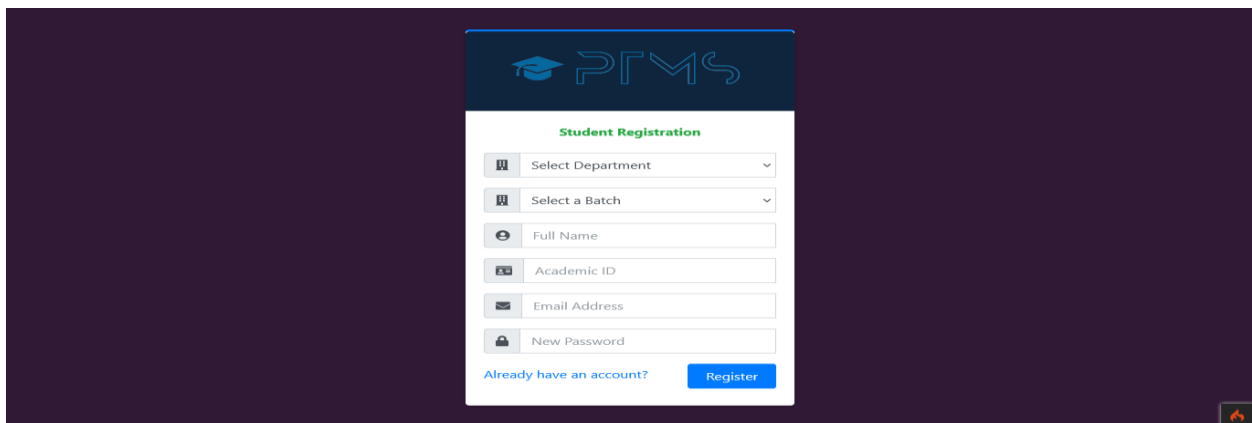 PTMS
Student Registration
Select Department
Select a Batch
Full Name
Academic ID
Email Address
New Password
Already have an account?
Register